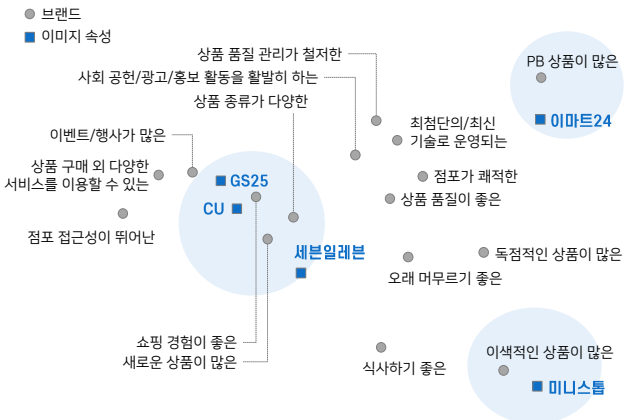 브랜드
이미지 속성
상품 품질 관리가 철저한
사회 공헌/광고/홍보 활동을 활발히 하는
상품 종류가 다양한
PB 상품이 많은
이마트24
최첨단의/최신
기술로 운영되는
이벤트/행사가 많은
상품 구매 외 다양한
서비스를 이용할 수 있는
GS25
CU
점포가 쾌적한
상품 품질이 좋은
점포 접근성이 뛰어난
세븐일레븐
독점적인 상품이 많은
오래 머무르기 좋은
쇼핑 경험이 좋은
새로운 상품이 많은
식사하기 좋은
이색적인 상품이 많은
미니스톱